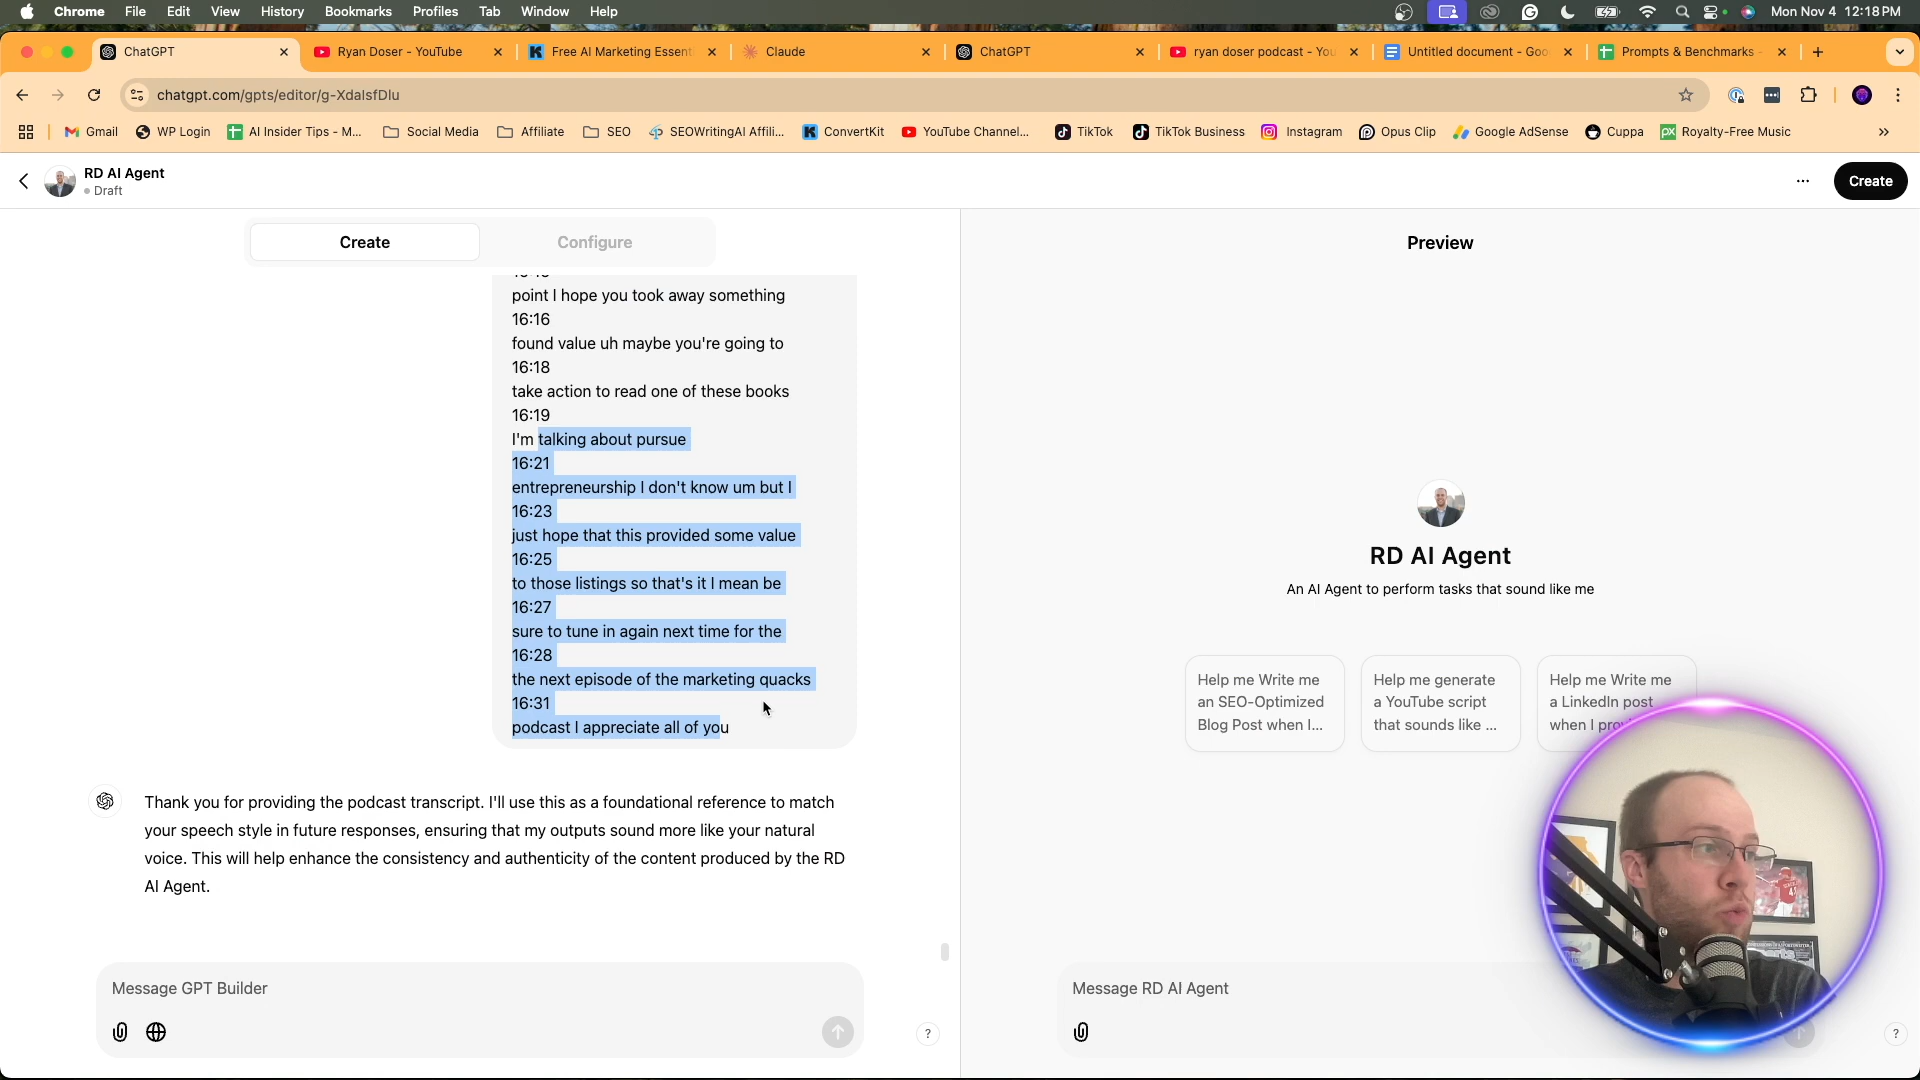 Chrome File Edit View History Bookmarks Profiles Tab Window Help
Mon Nov 4 12:18 PM
ChatGPT
Ryan Doser - YouTube
Free AI Marketing Essent
Claude
ChatGPT
ryan doser podcast - You
Untitled document - Goo
Prompts & Benchmarks -
chatgpt.com/gpts/editor/g-XdalsfDlu
Gmail
WP Login
AI Insider Tips - M...
Social Media
Affiliate
SEO
SEOWritingAI Affili...
ConvertKit
YouTube Channel...
TikTok
TikTok Business
Instagram
Opus Clip
Google AdSense
Cuppa
Royalty-Free Music
RD AI Agent
Draft
Create
Create
Configure
Preview
point I hope you took away something
16:16
found value uh maybe you're going to
16:18
take action to read one of these books
16:19
I'm talking about pursue
16:21
entrepreneurship I don't know um but I
16:23
just hope that this provided some value
16:25
to those listings so that's it I mean be
16:27
sure to tune in again next time for the
16:28
the next episode of the marketing quacks
16:31
podcast I appreciate all of you
Thank you for providing the podcast transcript. I'll use this as a foundational reference to match
your speech style in future responses, ensuring that my outputs sound more like your natural
voice. This will help enhance the consistency and authenticity of the content produced by the RD
AI Agent.
Message GPT Builder
?
RD AI Agent
An AI Agent to perform tasks that sound like me
Help me Write me
an SEO-Optimized
Blog Post when I...
Help me generate
a YouTube script
that sounds like ...
Help me Write me
a LinkedIn post
when I
Message RD AI Agent
?